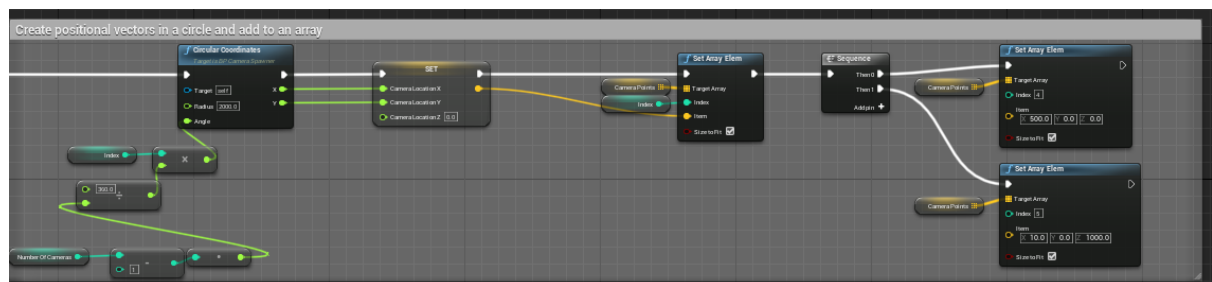 Create positional vectors in a circle and add to an array
f Circular Coordinates
Target is BP Camera Spawner
Target self
Radius 2000.0
Angle
X
Y
Index
X
360.0 ÷
Number Of Cameras
1 -
SET
Camera Location X
Camera Location Y
Camera Location Z 0.0
Camera Points
Index
f Set Array Elem
Target Array
Index
Item
Size to Fit
Sequence
Then 0
Then 1
Add pin +
Camera Points
f Set Array Elem
Target Array
Index 4
Item
X 500.0 Y 0.0 Z 0.0
Size to Fit
Camera Points
f Set Array Elem
Target Array
Index 5
Item
X 10.0 Y 0.0 Z 1000.0
Size to Fit